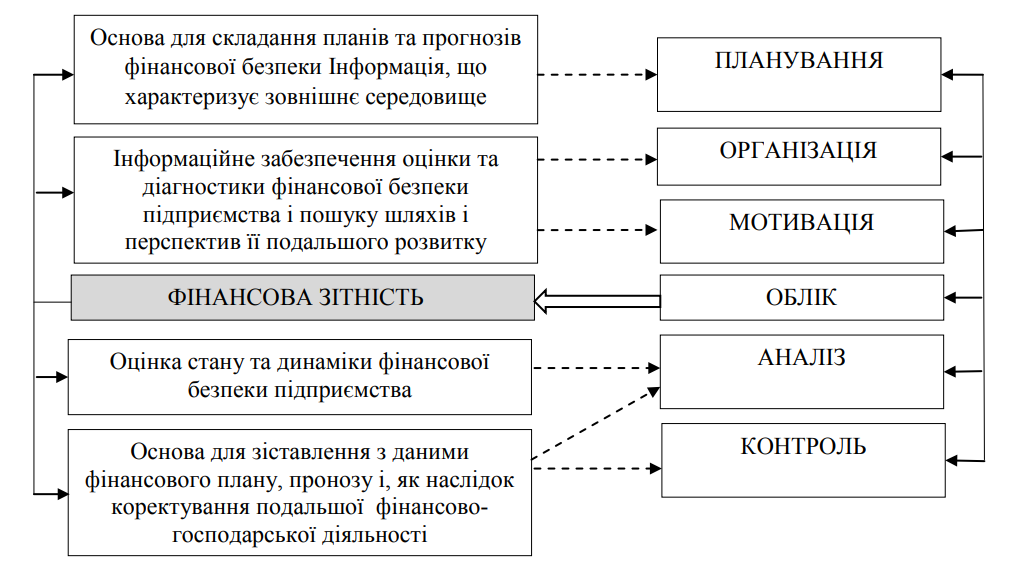 Основа для складання планів та прогнозів
фінансової безпеки Інформація, що
характеризує зовнішнє середовище
ПЛАНУВАННЯ
Інформаційне забезпечення оцінки та
діагностики фінансової безпеки
підприємства і пошуку шляхів і
перспектив її подальшого розвитку
ОРГАНІЗАЦІЯ
МОТИВАЦІЯ
ФІНАНСОВА ЗІТНІСТЬ
ОБЛІК
Оцінка стану та динаміки фінансової
безпеки підприємства
АНАЛІЗ
Основа для зіставлення з даними
фінансового плану, пронозу і, як наслідок
коректування подальшої фінансово-
господарської діяльності
КОНТРОЛЬ